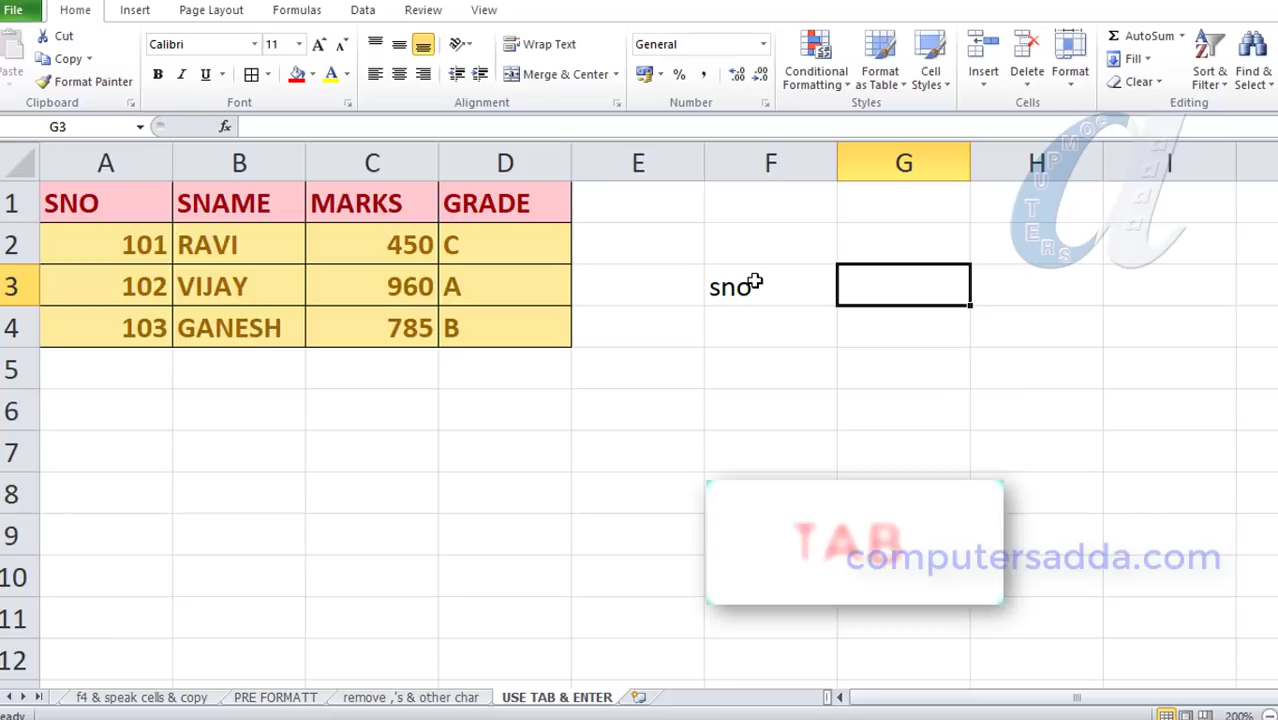 File Home Insert Page Layout Formulas Data Review View
Cut Calibri 11 Wrap Text General AutoSum
Paste Copy Conditional Format Cell Insert Delete Format Fill Sort & Find &
Format Painter Merge & Center Formatting as Table Styles Clear Filter Select
Clipboard Font Alignment Number Styles Cells Editing
G3 fx
A B C D E F G H I
1 SNO SNAME MARKS GRADE
2 101 RAVI 450 C
3 102 VIJAY 960 A sno
4 103 GANESH 785 B
5
6
7
8
9
10
11
12
COMPUTERS adda
TAB
computersadda.com
f4 & speak cells & copy PRE FORMATT remove ,'s & other char USE TAB & ENTER
eady 200%